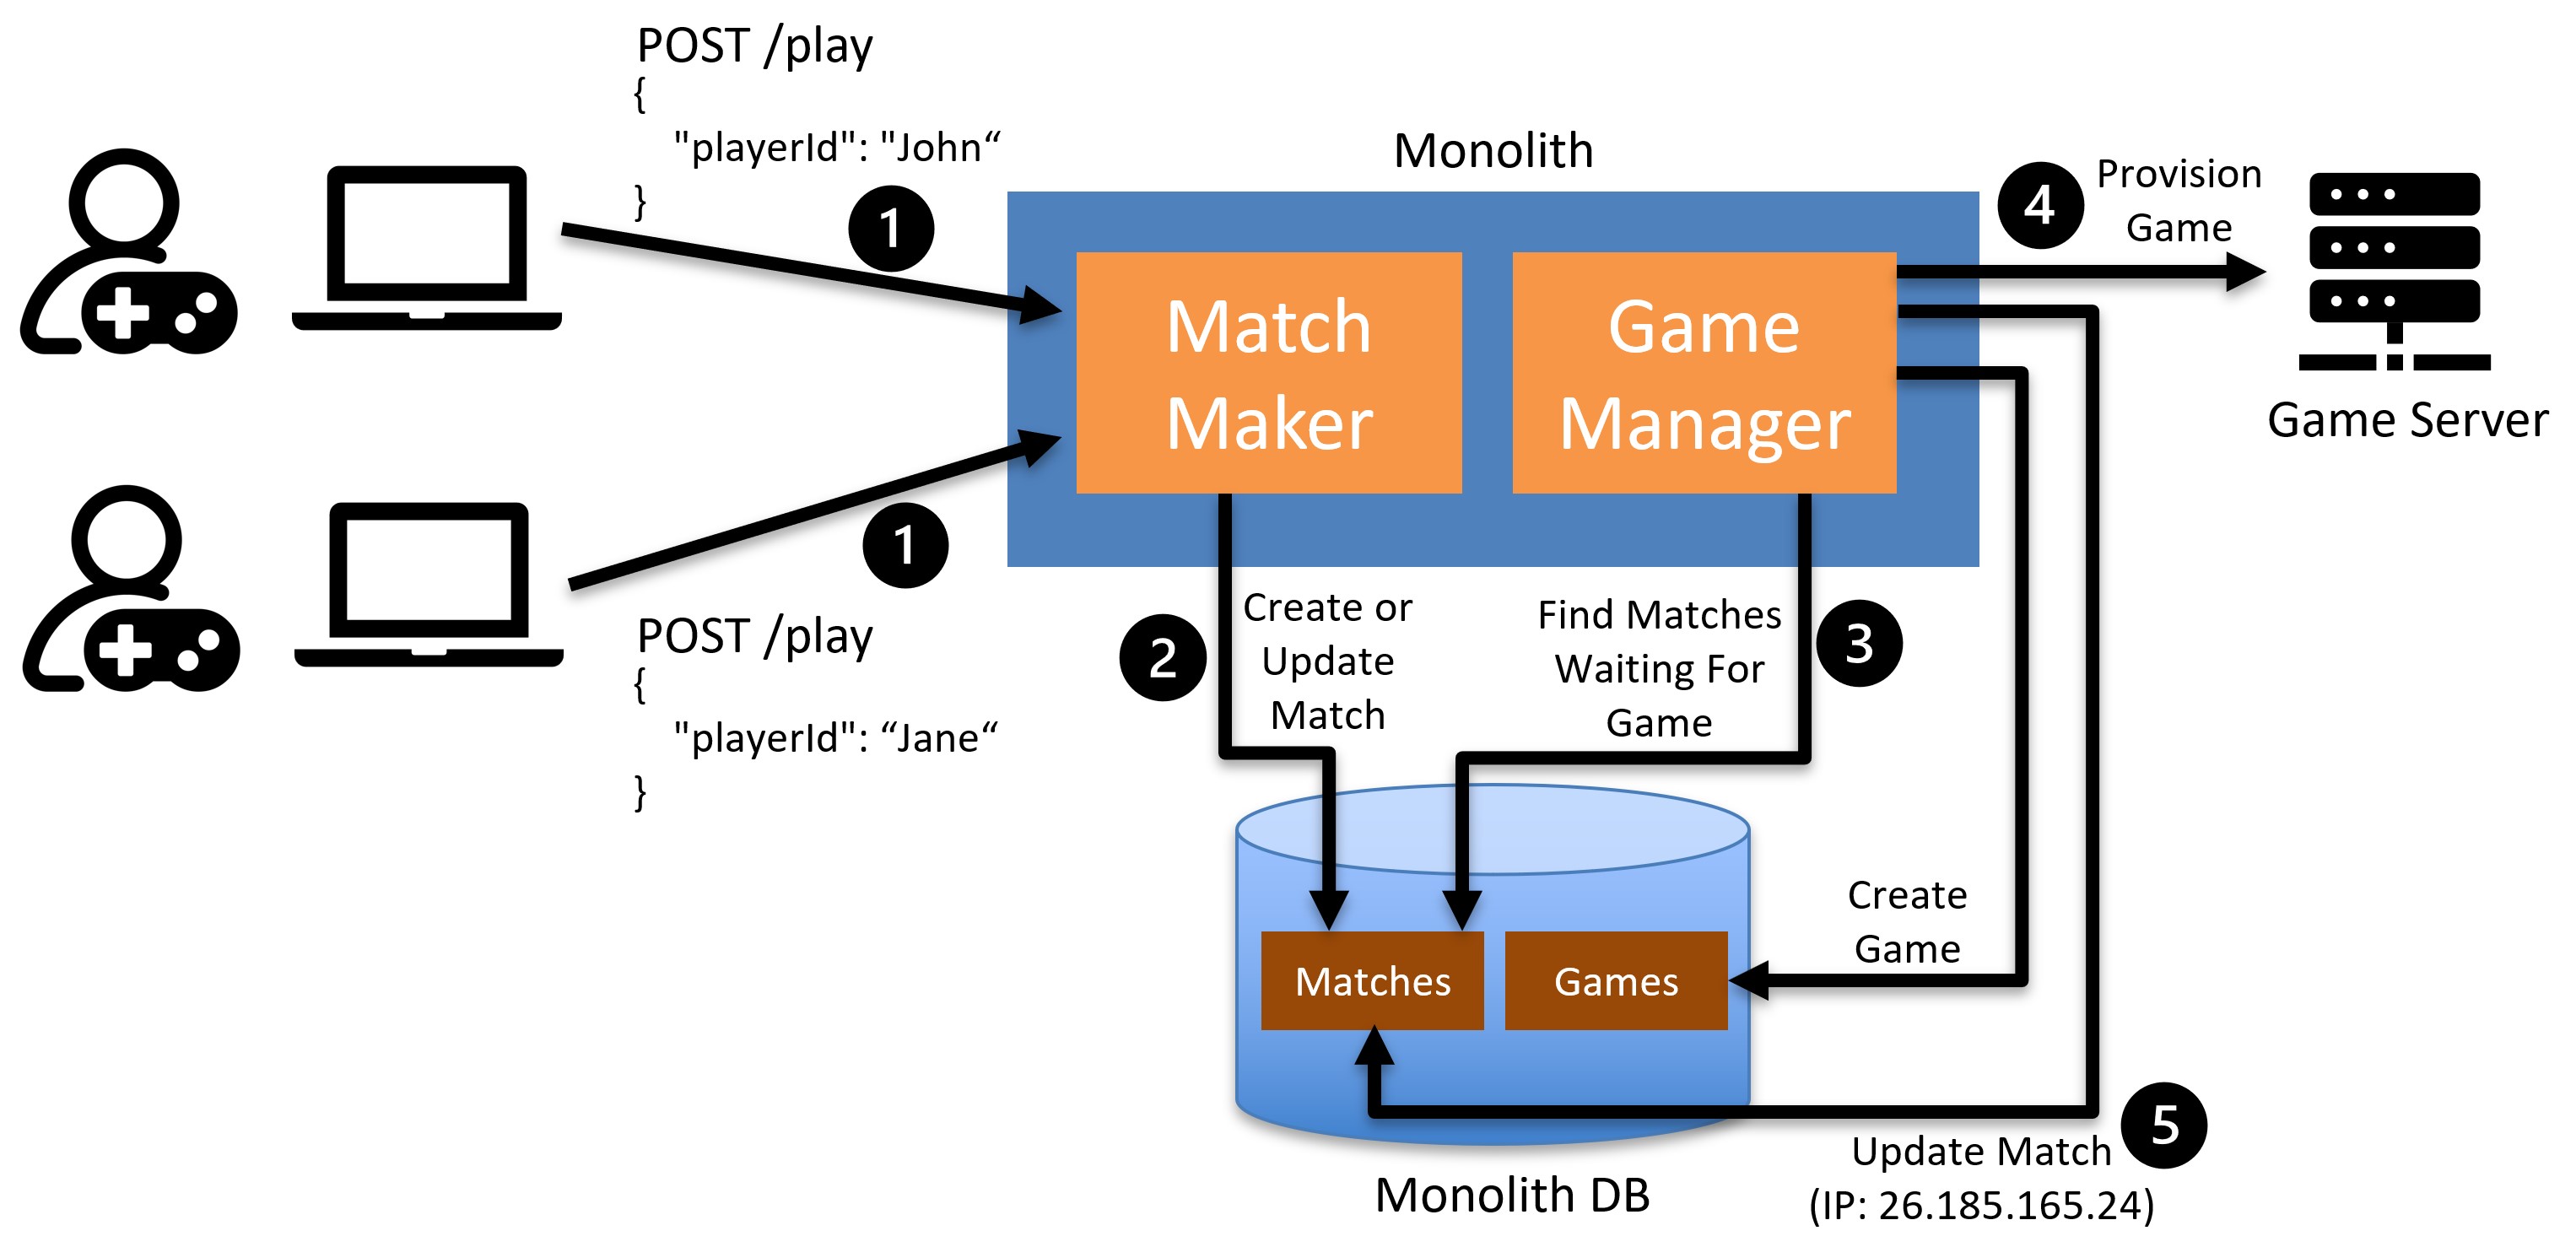 POST /play
{
"playerId": "John“
}
1
Monolith
Match
Maker
Game
Manager
4
Provision
Game
Game Server
1
POST /play
{
"playerId": “Jane“
}
2
Create or
Update
Match
Find Matches
Waiting For
Game
3
Matches
Games
Create
Game
Monolith DB
5
Update Match
(IP: 26.185.165.24)